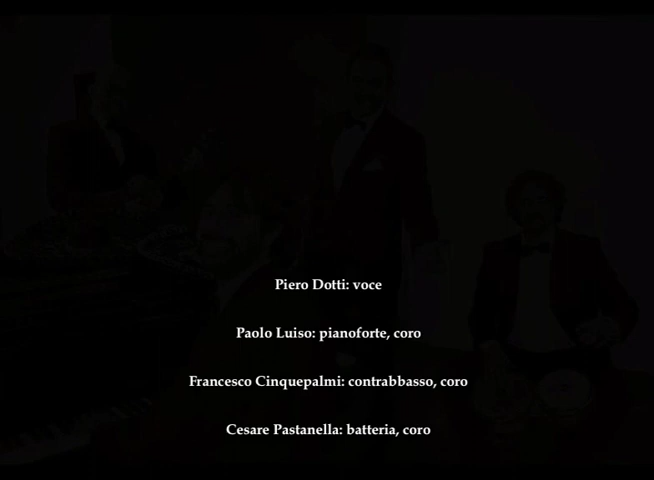 Piero Dotti: voce
Paolo Luiso: pianoforte, coro
Francesco Cinquepalmi: contrabbasso, coro
Cesare Pastanella: batteria, coro